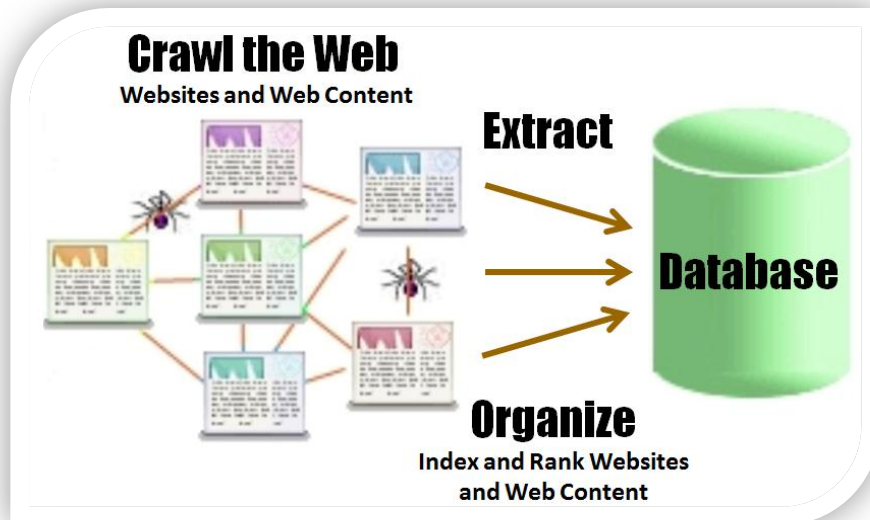 Crawl the Web
Websites and Web Content
Extract
Database
Organize
Index and Rank Websites
and Web Content